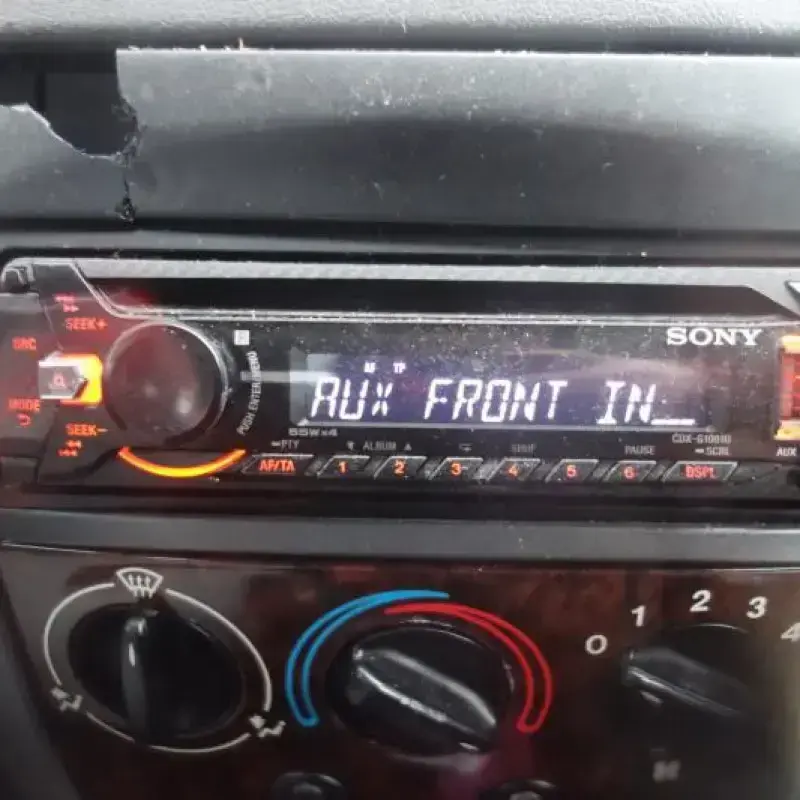 SEEK+
SONY
SRC
PUSH ENTER/MENU
AF TP
AUX FRONT IN
MODE
SEEK-
55W x 4
CDX-G1001U
PTY
ALBUM
PAUSE
SCRL
AUX
AF/TA 1 2 3 4 5 6 DSPL
0 1 2 3 4